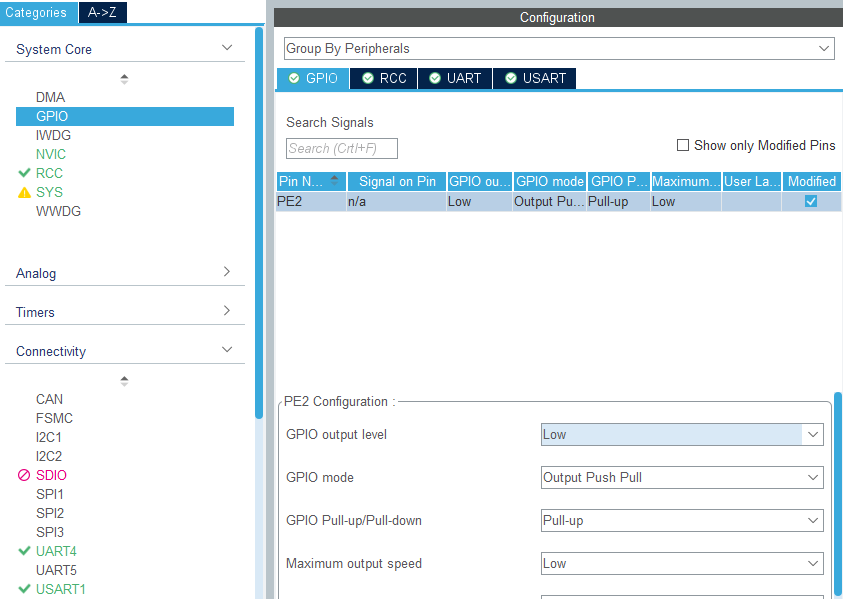 Categories A->Z
System Core
DMA
GPIO
IWDG
NVIC
RCC
SYS
WWDG
Analog
Timers
Connectivity
CAN
FSMC
I2C1
I2C2
SDIO
SPI1
SPI2
SPI3
UART4
UART5
USART1
Configuration
Group By Peripherals
GPIO RCC UART USART
Search Signals
Search (Crtl+F)
Show only Modified Pins
Pin N... Signal on Pin GPIO ou... GPIO mode GPIO P... Maximum... User La... Modified
PE2 n/a Low Output Pu... Pull-up Low
PE2 Configuration :
GPIO output level Low
GPIO mode Output Push Pull
GPIO Pull-up/Pull-down Pull-up
Maximum output speed Low